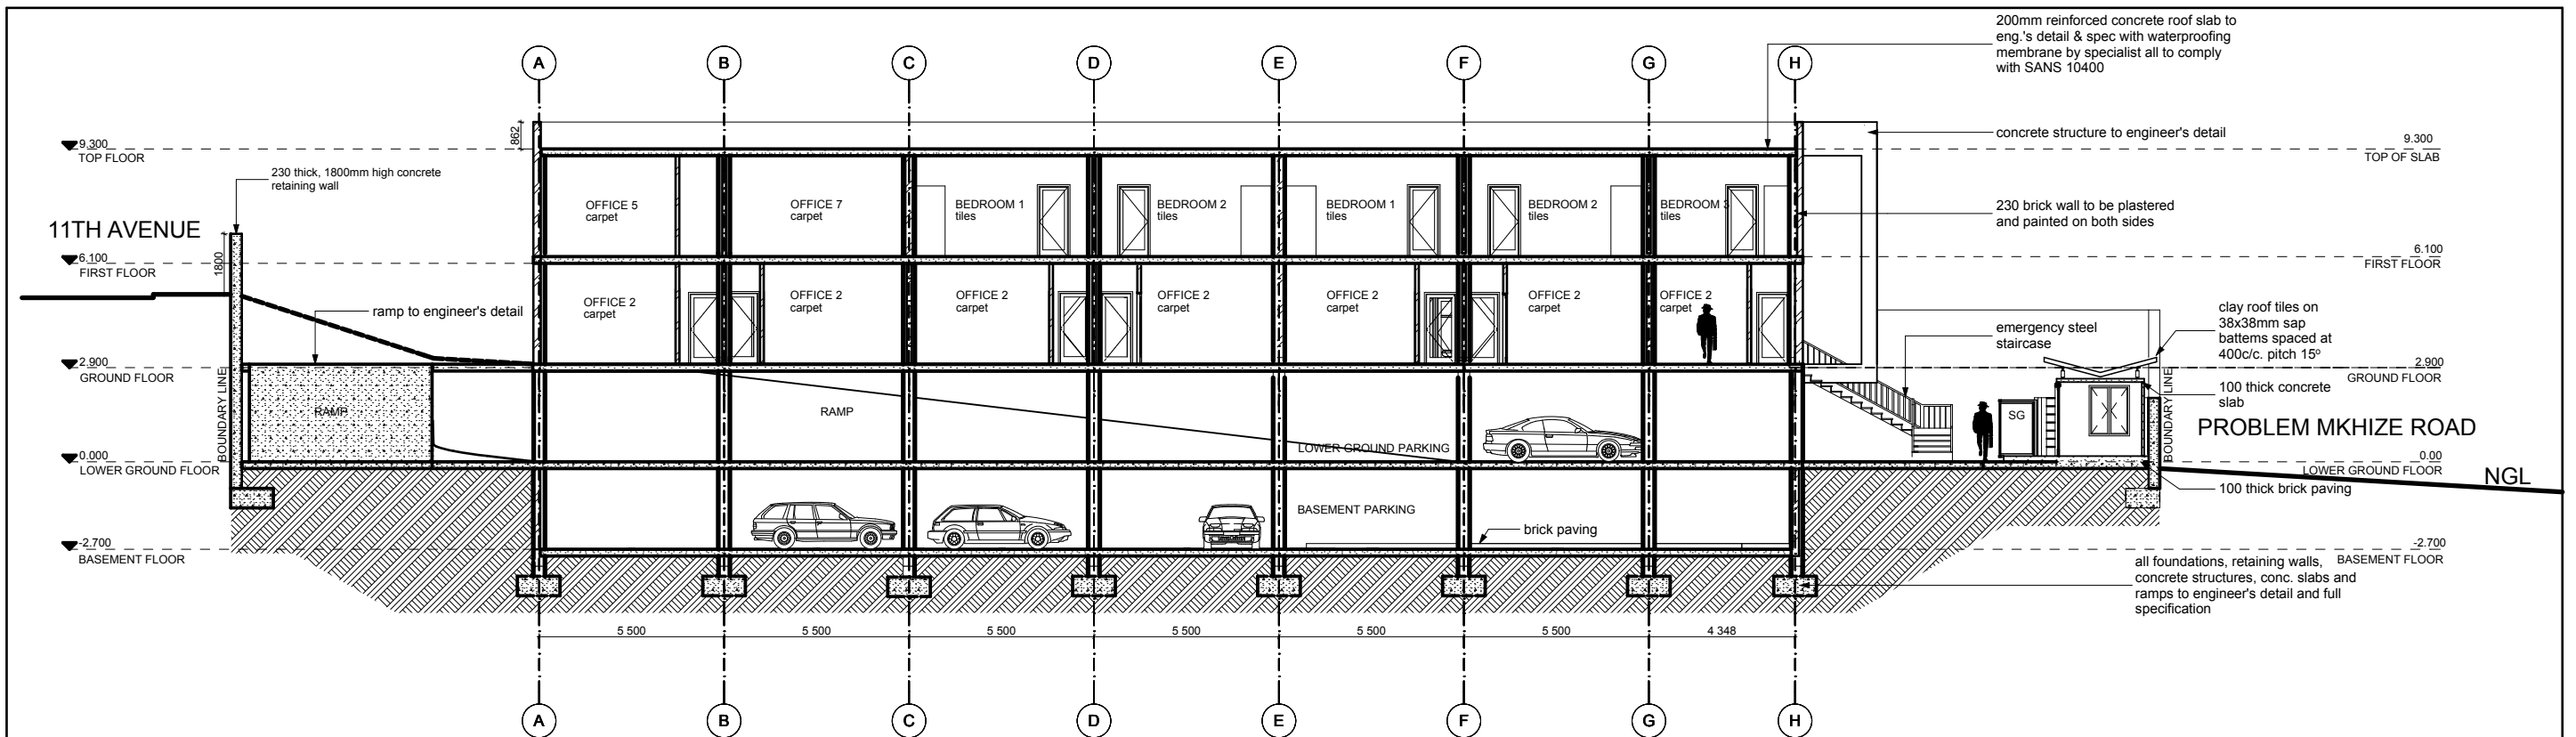 200mm reinforced concrete roof slab to
eng.'s detail & spec with waterproofing
membrane by specialist all to comply
with SANS 10400
A
B
C
D
E
F
G
H
862
concrete structure to engineer's detail
9.300
TOP FLOOR
9.300
TOP OF SLAB
230 thick, 1800mm high concrete
retaining wall
OFFICE 5
carpet
OFFICE 7
carpet
BEDROOM 1
tiles
BEDROOM 2
tiles
BEDROOM 1
tiles
BEDROOM 2
tiles
BEDROOM 3
tiles
230 brick wall to be plastered
and painted on both sides
11TH AVENUE
6.100
FIRST FLOOR
1800
6.100
FIRST FLOOR
OFFICE 2
carpet
OFFICE 2
carpet
OFFICE 2
carpet
OFFICE 2
carpet
OFFICE 2
carpet
OFFICE 2
carpet
OFFICE 2
carpet
ramp to engineer's detail
emergency steel
staircase
clay roof tiles on
38x38mm sap
battems spaced at
400c/c. pitch 15º
2.900
GROUND FLOOR
2.900
GROUND FLOOR
BOUNDARY LINE
RAMP
RAMP
SG
100 thick concrete
slab
BOUNDARY LINE
PROBLEM MKHIZE ROAD
LOWER GROUND PARKING
0.000
LOWER GROUND FLOOR
0.00
LOWER GROUND FLOOR
NGL
100 thick brick paving
BASEMENT PARKING
brick paving
-2.700
BASEMENT FLOOR
-2.700
BASEMENT FLOOR
all foundations, retaining walls,
concrete structures, conc. slabs and
ramps to engineer's detail and full
specification
5 500
5 500
5 500
5 500
5 500
5 500
4 348
A
B
C
D
E
F
G
H